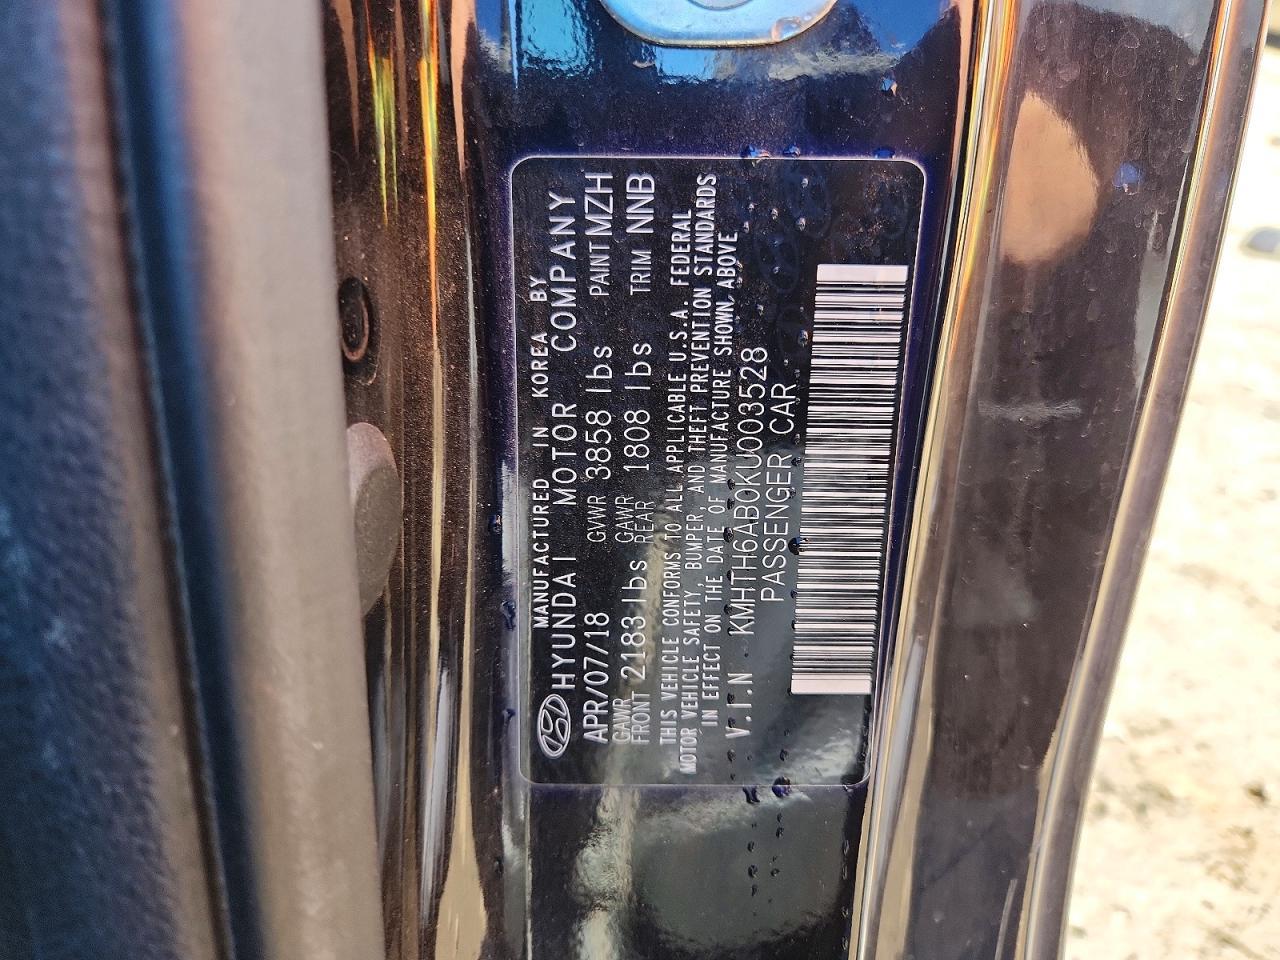 MANUFACTURED IN KOREA BY
HYUNDAI MOTOR COMPANY
APR/07/18 GVWR 3858 lbs PAINT MZH
GAWR FRONT 2183 lbs GAWR REAR 1808 lbs TRIM NNB
THIS VEHICLE CONFORMS TO ALL APPLICABLE U.S.A. FEDERAL
MOTOR VEHICLE SAFETY, BUMPER, AND THEFT PREVENTION STANDARDS
IN EFFECT ON THE DATE OF MANUFACTURE SHOWN ABOVE
V.I.N KMHTH6AB0KU003528
PASSENGER CAR